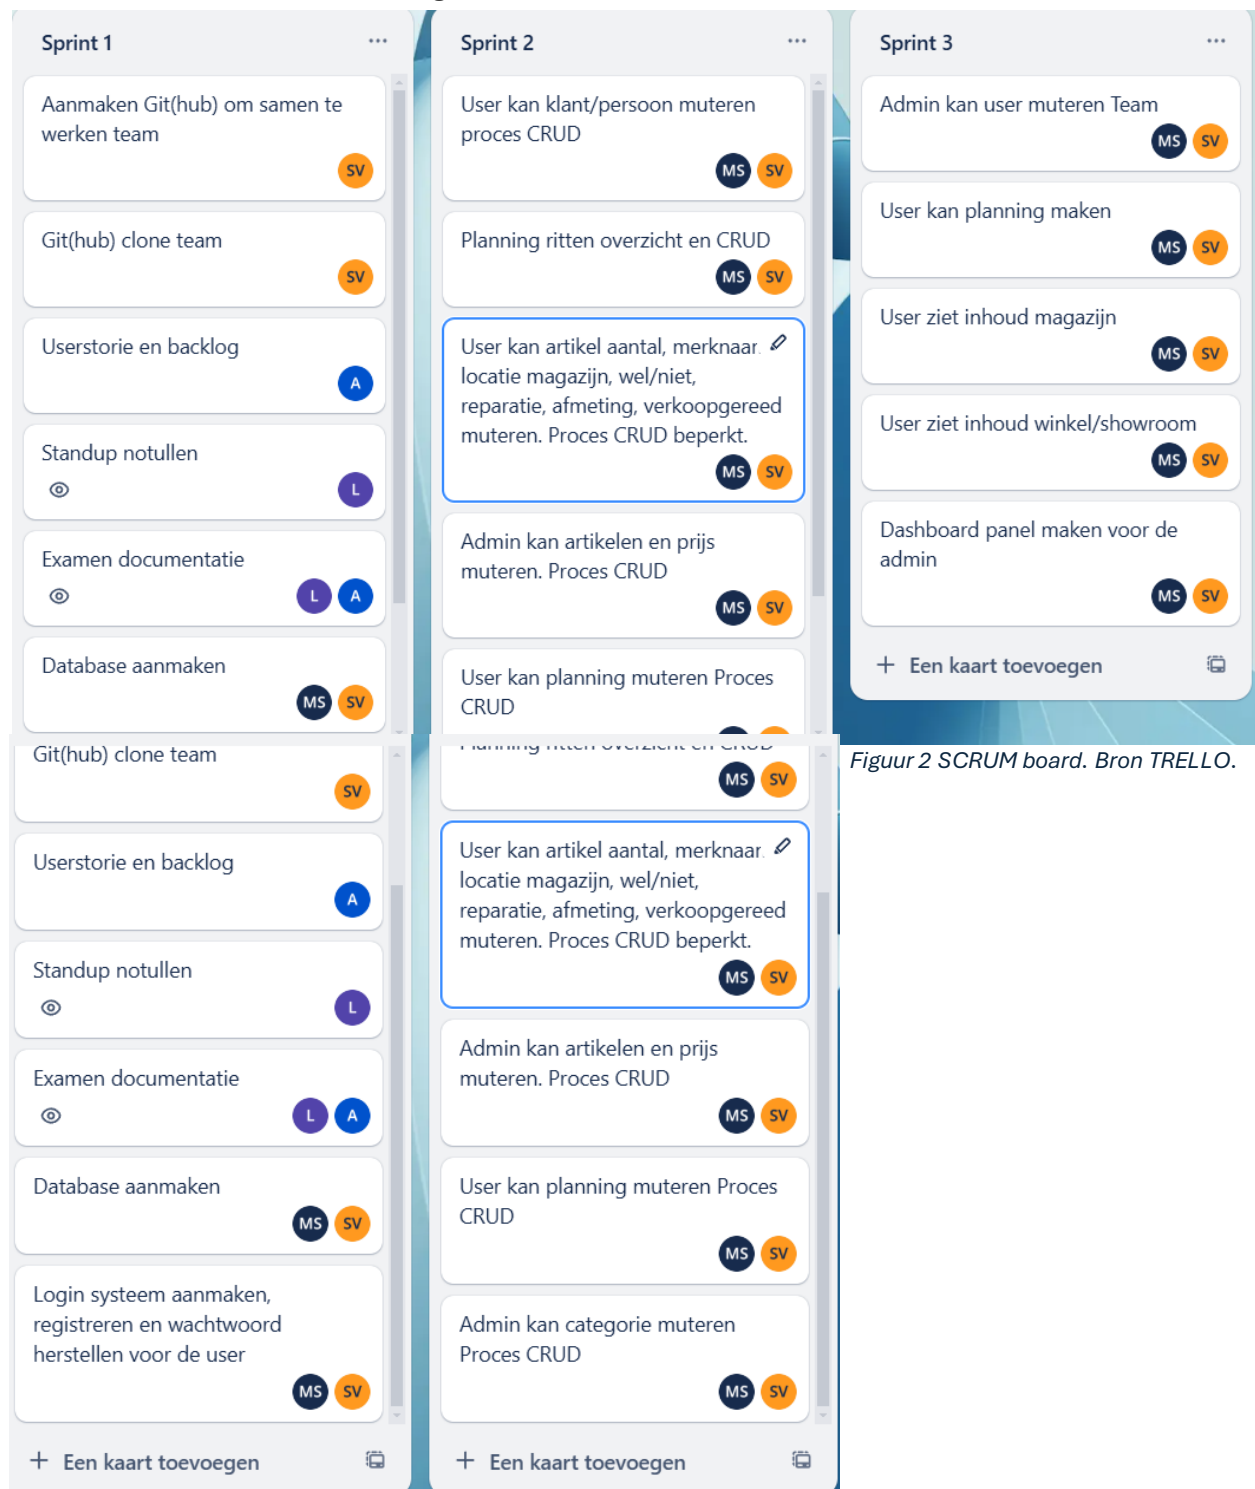 Sprint 1
Aanmaken Git(hub) om samen te
werken team
SV
Git(hub) clone team
SV
Userstorie en backlog
A
Standup notullen
L
Examen documentatie
L A
Database aanmaken
MS SV
Sprint 2
User kan klant/persoon muteren
proces CRUD
MS SV
Planning ritten overzicht en CRUD
MS SV
User kan artikel aantal,
locatie magazijn, wel/niet,
reparatie, afmeting, verkoopgereed
muteren. Proces CRUD beperkt.
MS SV
Admin kan artikelen en prijs
muteren. Proces CRUD
MS SV
User kan planning muteren Proces
CRUD
Sprint 3
Admin kan user muteren Team
MS SV
User kan planning maken
MS SV
User ziet inhoud magazijn
MS SV
User ziet inhoud winkel/showroom
MS SV
Dashboard panel maken voor de
admin
MS SV
+ Een kaart toevoegen
Figuur 2 SCRUM board. Bron TRELLO.
Git(hub) clone team
SV
Userstorie en backlog
A
Standup notullen
L
Examen documentatie
L A
Database aanmaken
MS SV
Login systeem aanmaken,
registreren en wachtwoord
herstellen voor de user
MS SV
+ Een kaart toevoegen
Planning ritten overzicht en CRUD
MS SV
User kan artikel aantal,
locatie magazijn, wel/niet,
reparatie, afmeting, verkoopgereed
muteren. Proces CRUD beperkt.
MS SV
Admin kan artikelen en prijs
muteren. Proces CRUD
MS SV
User kan planning muteren Proces
CRUD
MS SV
Admin kan categorie muteren
Proces CRUD
MS SV
+ Een kaart toevoegen